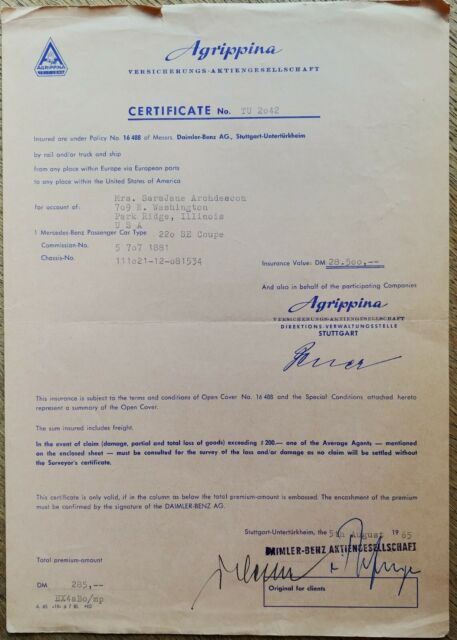 AGRIPPINA
Agrippina
VERSICHERUNGS-AKTIENGESELLSCHAFT
CERTIFICATE No. TU 2o42
Insured are under Policy No. 16 488 of Messrs. Daimler-Benz AG., Stuttgart-Untertürkheim
by rail and/or truck and ship
from any place within Europe via European ports
to any place within the United States of America
for account of: Mrs. SaraJane Archdeacon
7o9 N. Washington
Park Ridge, Illinois
U S A
1 Mercedes-Benz Passenger Car Type 22o SE Coupe
Commission-No. 5 7o7 1881
Chassis-No. 111o21-12-o81534
Insurance Value: DM 28.5oo,--
And also in behalf of the participating Companies
Agrippina
VERSICHERUNGS-AKTIENGESELLSCHAFT
DIREKTIONS-VERWALTUNGSSTELLE
STUTTGART
This insurance is subject to the terms and conditions of Open Cover No. 16 488 and the Special Conditions attached hereto
represent a summary of the Open Cover.
The sum insured includes freight.
In the event of claim (damage, partial and total loss of goods) exceeding $ 200.— one of the Average Agents — mentioned
on the enclosed sheet — must be consulted for the survey of the loss and/or damage as no claim will be settled without
the Surveyor's certificate.
This certificate is only valid, if in the column as below the total premium-amount is embossed. The encashment of the premium
must be confirmed by the signature of the DAIMLER-BENZ AG.
Stuttgart-Untertürkheim, the 5th August 1965
DAIMLER-BENZ AKTIENGESELLSCHAFT
Total premium-amount
DM 285,--
Original for clients